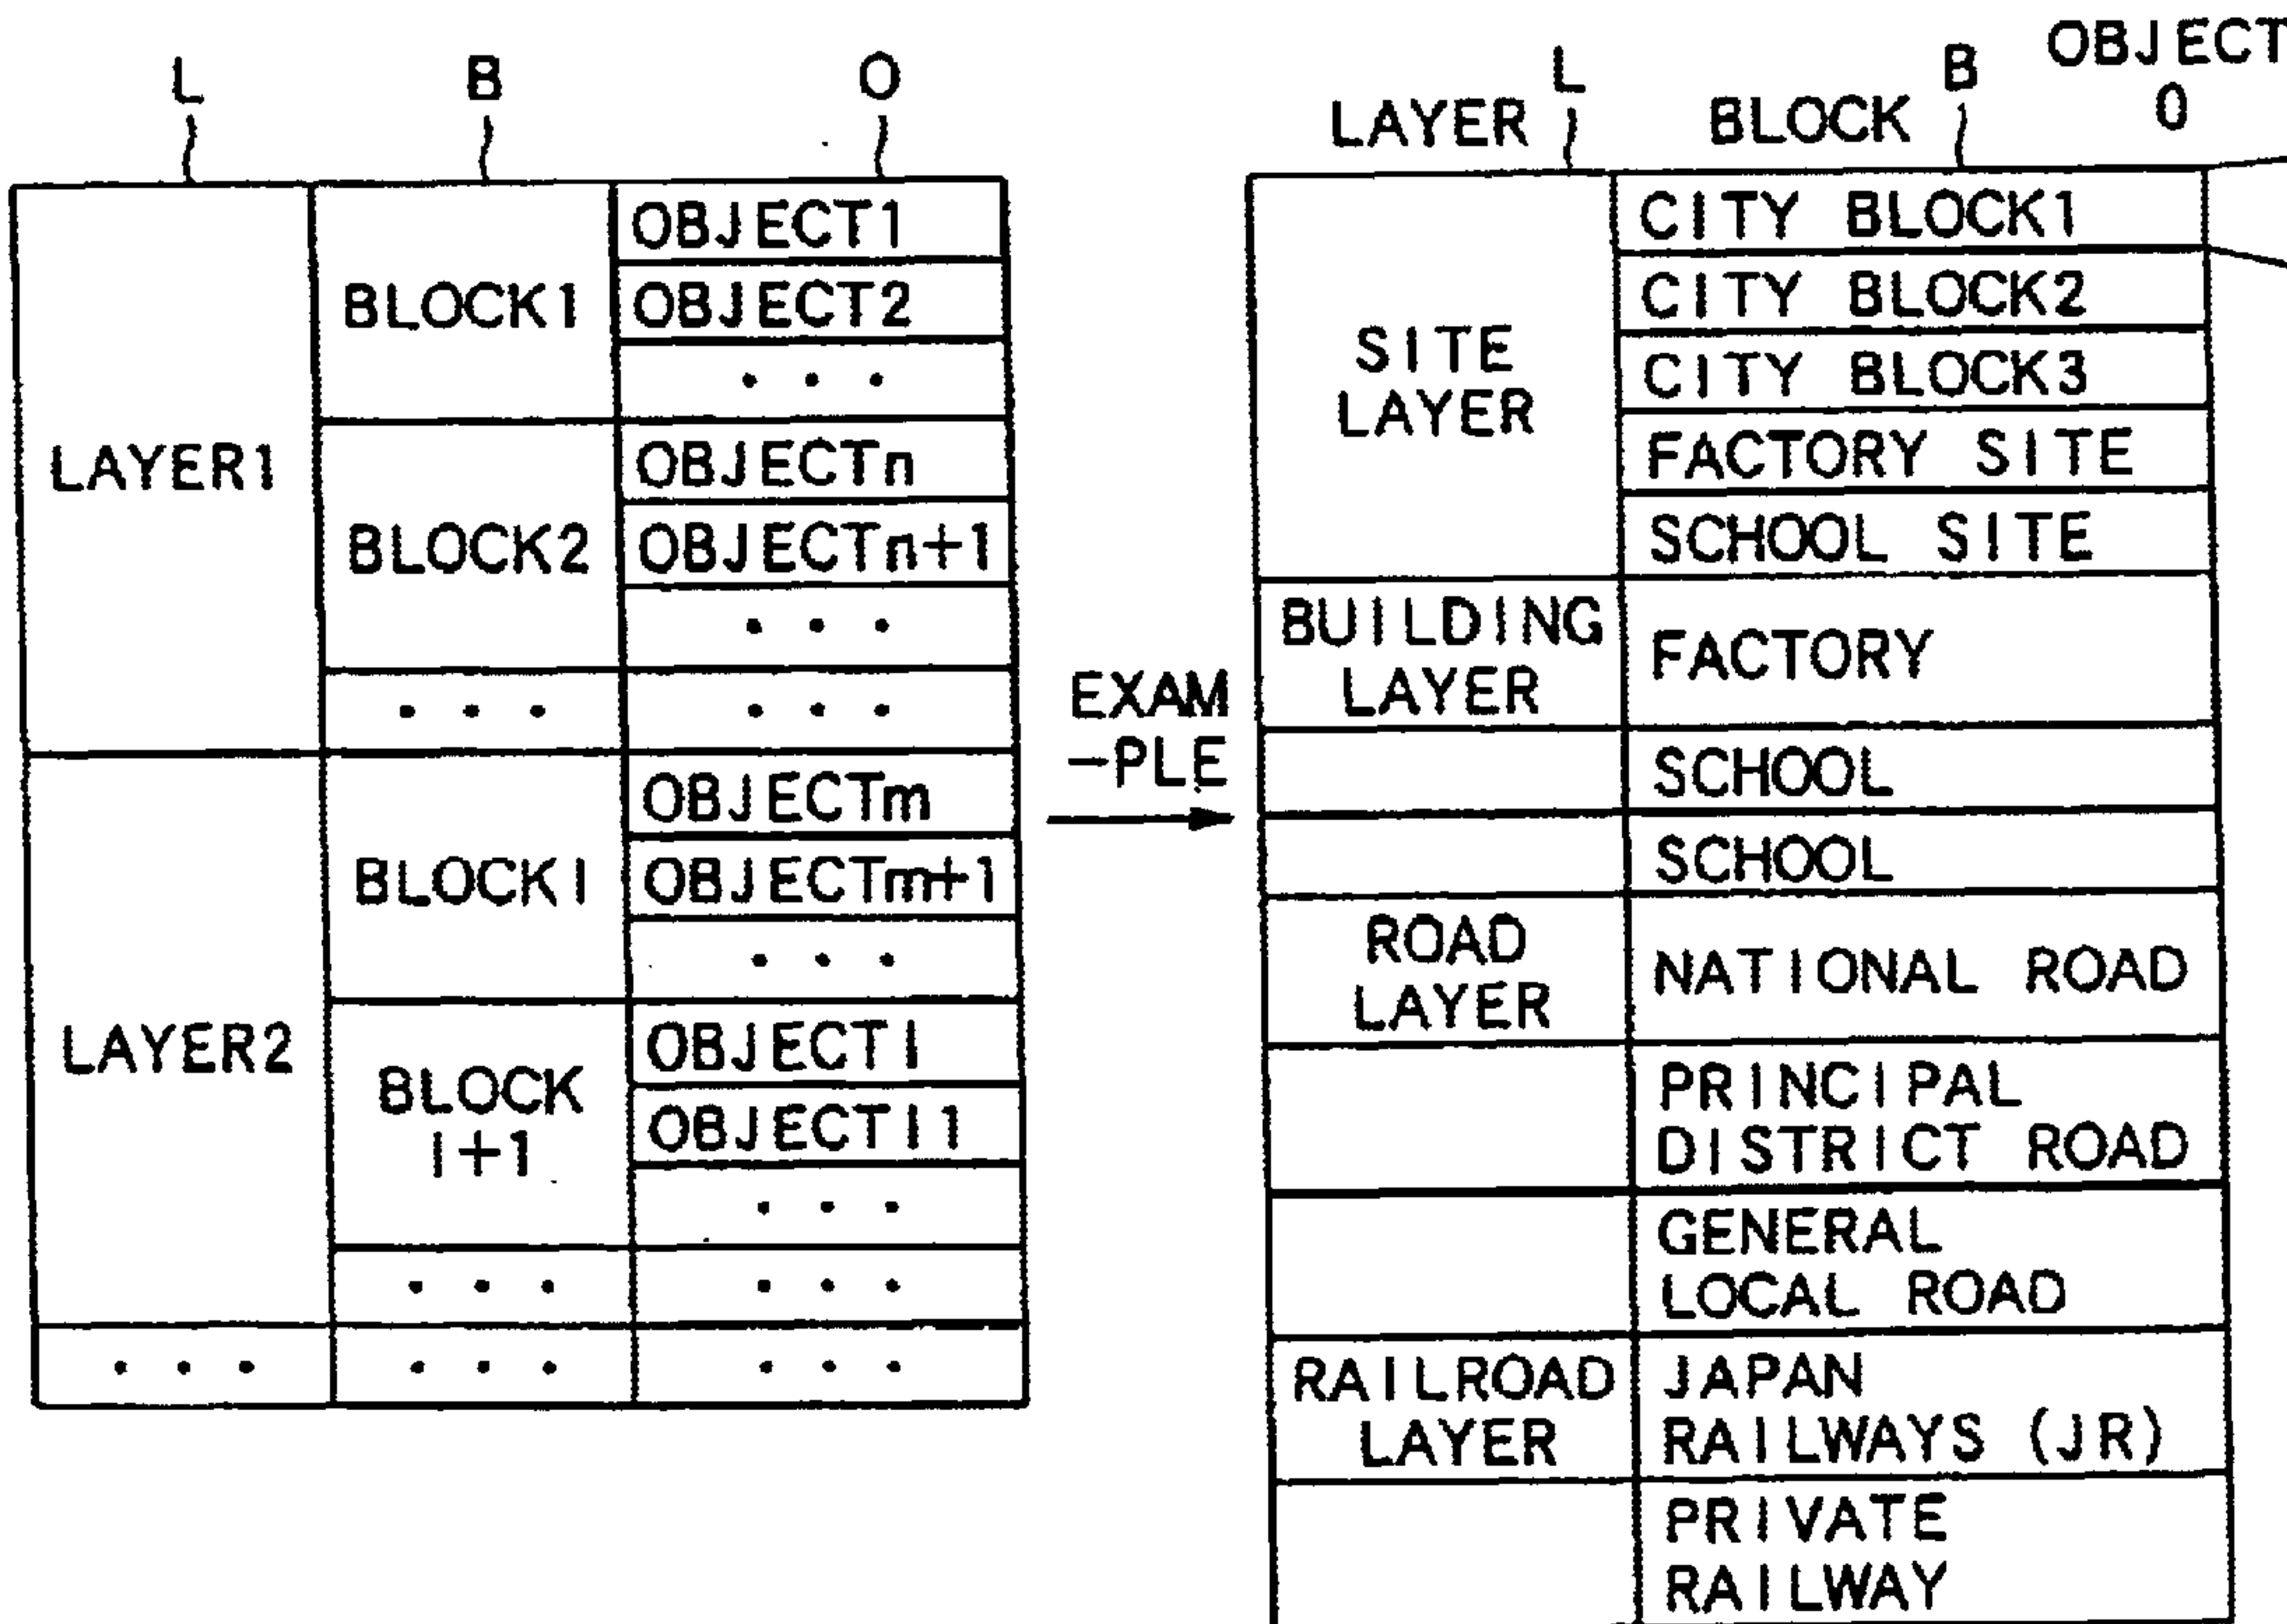 L B O
LAYER1
BLOCK1
OBJECT1
OBJECT2
. . .
BLOCK2
OBJECTn
OBJECTn+1
. . .
. . .
. . .
LAYER2
BLOCKl
OBJECTm
OBJECTm+1
. . .
BLOCK
l+1
OBJECTl
OBJECTl1
. . .
. . .
. . .
. . .
. . .
. . .
EXAM
-PLE
LAYER L
BLOCK B
OBJECT
O
SITE
LAYER
CITY BLOCK1
CITY BLOCK2
CITY BLOCK3
FACTORY SITE
SCHOOL SITE
BUILDING
LAYER
FACTORY
SCHOOL
SCHOOL
ROAD
LAYER
NATIONAL ROAD
PRINCIPAL
DISTRICT ROAD
GENERAL
LOCAL ROAD
RAILROAD
LAYER
JAPAN
RAILWAYS (JR)
PRIVATE
RAILWAY